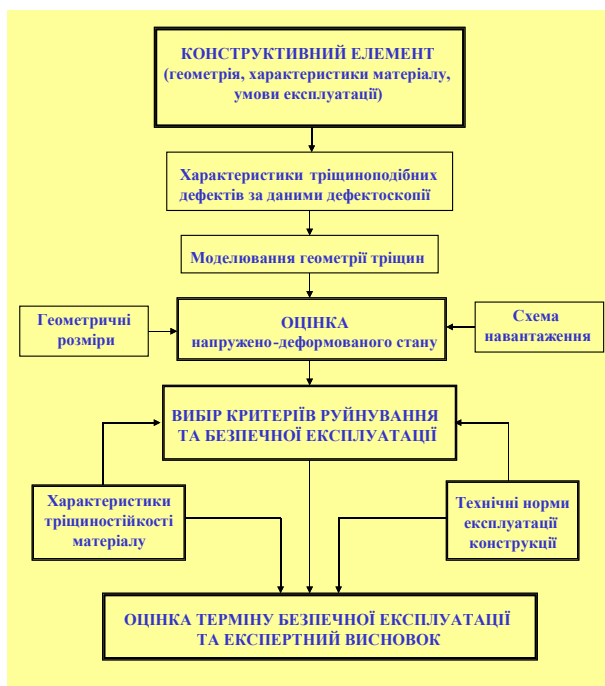 КОНСТРУКТИВНИЙ ЕЛЕМЕНТ
(геометрія, характеристики матеріалу,
умови експлуатації)
Характеристики тріщиноподібних
дефектів за даними дефектоскопії
Моделювання геометрії тріщин
Геометричні
розміри
ОЦІНКА
напружено-деформованого стану
Схема
навантаження
ВИБІР КРИТЕРІЇВ РУЙНУВАННЯ
ТА БЕЗПЕЧНОЇ ЕКСПЛУАТАЦІЇ
Характеристики
тріщиностійкості
матеріалу
Технічні норми
експлуатації
конструкції
ОЦІНКА ТЕРМІНУ БЕЗПЕЧНОЇ ЕКСПЛУАТАЦІЇ
ТА ЕКСПЕРТНИЙ ВИСНОВОК